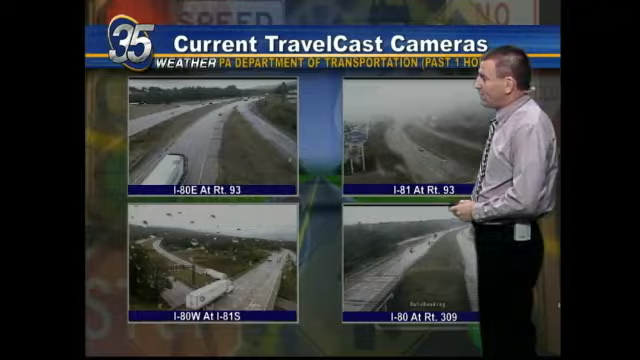 SPEED
NO
35
WEATHER
Current TravelCast Cameras
PA DEPARTMENT OF TRANSPORTATION (PAST 1 HO
I-80E At Rt. 93
I-81 At Rt. 93
I-80W At I-81S
I-80 At Rt. 309